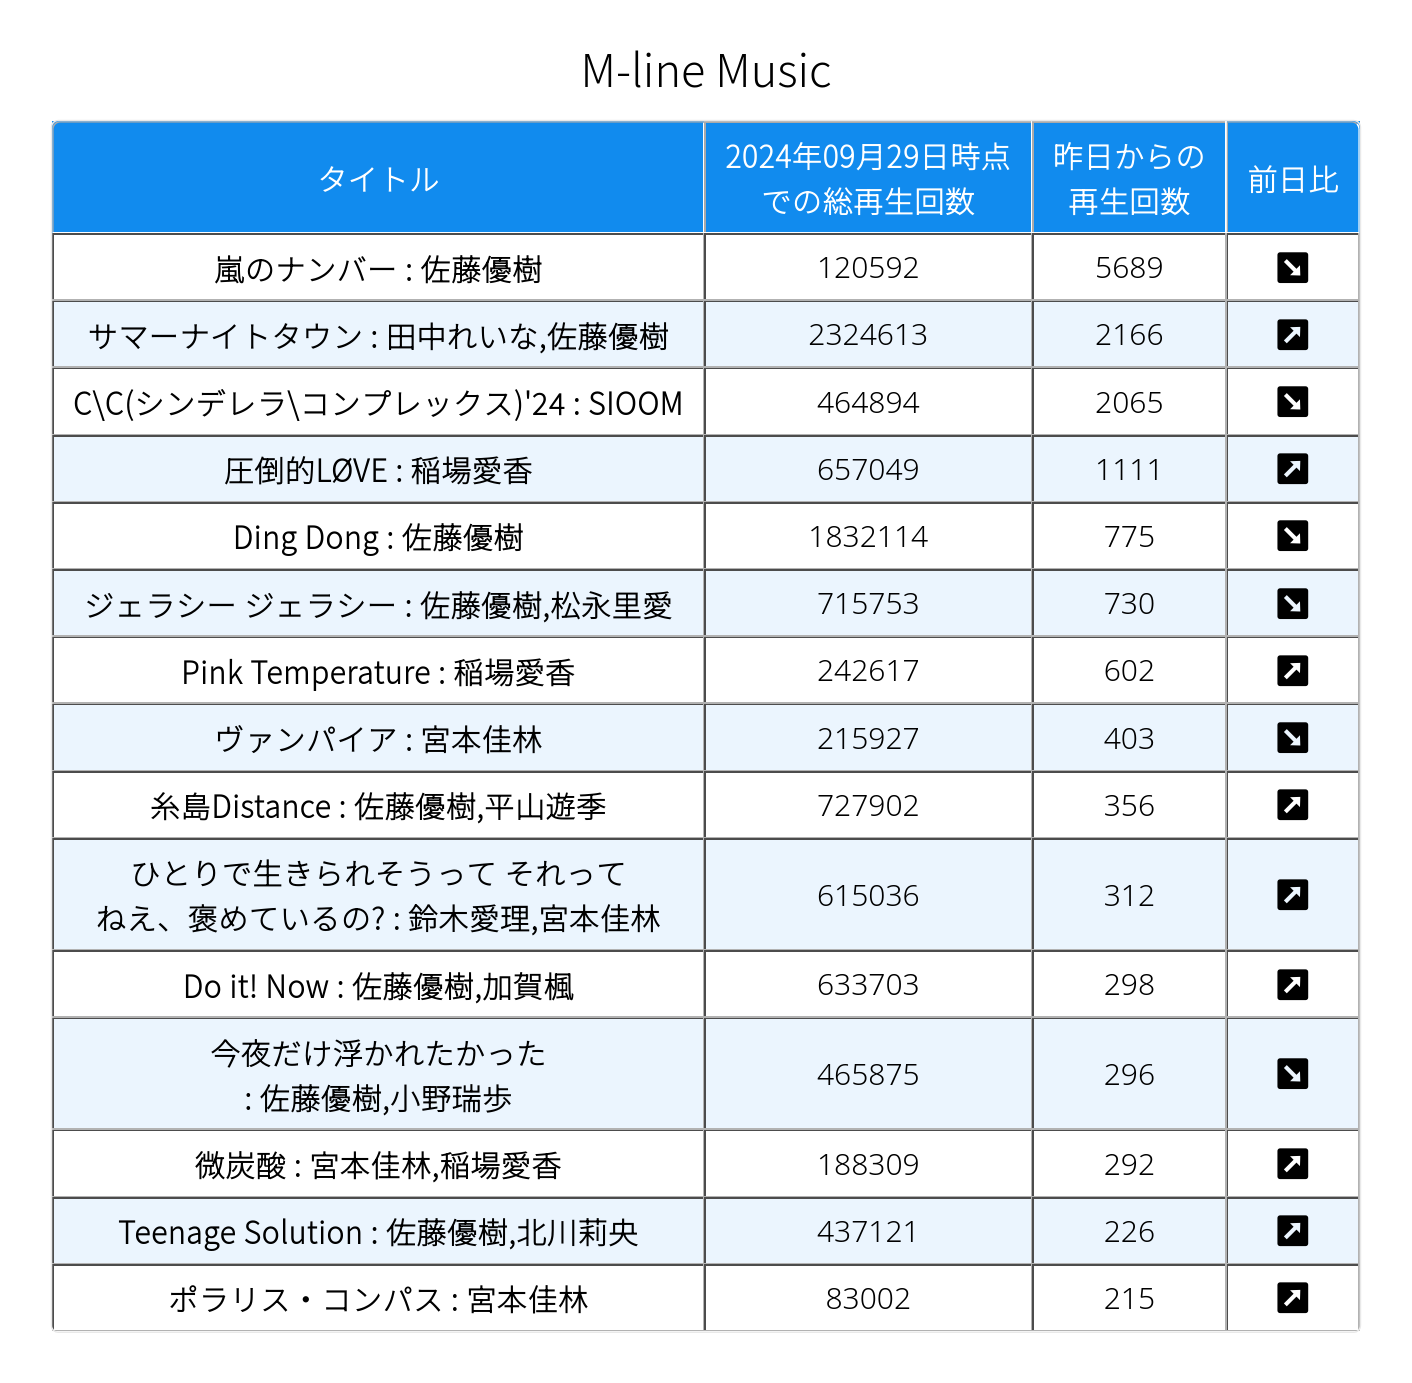 M-line Music
タイトル
2024年09月29日時点
での総再生回数
昨日からの
再生回数
前日比
嵐のナンバー : 佐藤優樹 120592 5689 ↘
サマーナイトタウン : 田中れいな,佐藤優樹 2324613 2166 ↗
C\C(シンデレラ\コンプレックス)'24 : SIOOM 464894 2065 ↘
圧倒的LØVE : 稲場愛香 657049 1111 ↗
Ding Dong : 佐藤優樹 1832114 775 ↘
ジェラシー ジェラシー : 佐藤優樹,松永里愛 715753 730 ↘
Pink Temperature : 稲場愛香 242617 602 ↗
ヴァンパイア : 宮本佳林 215927 403 ↘
糸島Distance : 佐藤優樹,平山遊季 727902 356 ↗
ひとりで生きられそうって それって
ねえ、褒めているの? : 鈴木愛理,宮本佳林 615036 312 ↗
Do it! Now : 佐藤優樹,加賀楓 633703 298 ↗
今夜だけ浮かれたかった
: 佐藤優樹,小野瑞歩 465875 296 ↘
微炭酸 : 宮本佳林,稲場愛香 188309 292 ↗
Teenage Solution : 佐藤優樹,北川莉央 437121 226 ↗
ポラリス・コンパス : 宮本佳林 83002 215 ↗